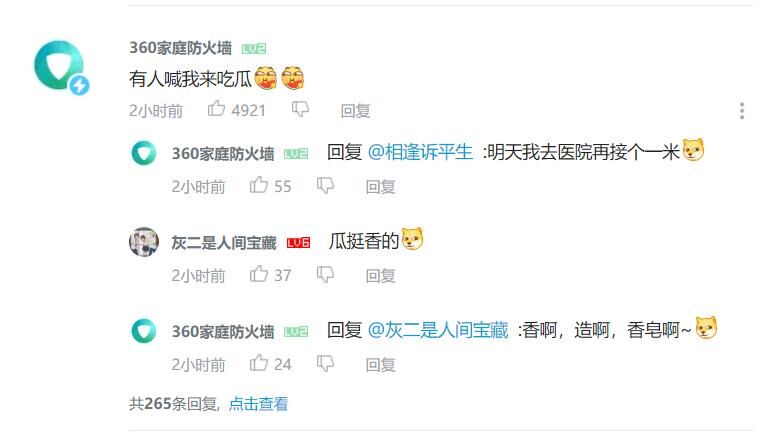 360家庭防火墙 LV2
有人喊我来吃瓜
2小时前 4921 回复
360家庭防火墙 LV2 回复 @相逢诉平生 :明天我去医院再接个一米
2小时前 55 回复
灰二是人间宝藏 LV6 瓜挺香的
2小时前 37 回复
360家庭防火墙 LV2 回复 @灰二是人间宝藏 :香啊，造啊，香皂啊~
2小时前 24 回复
共265条回复, 点击查看